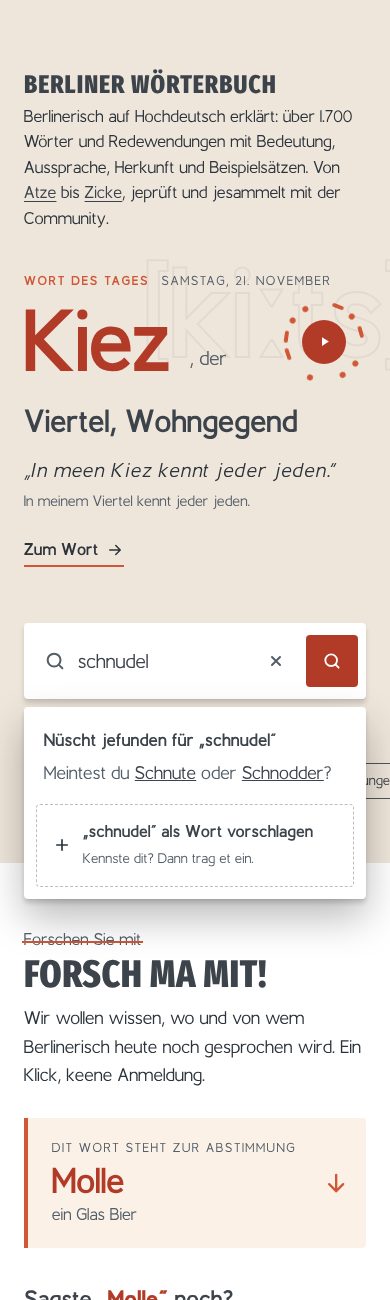 BERLINER WÖRTERBUCH
Berlinerisch auf Hochdeutsch erklärt: über 1.700
Wörter und Redewendungen mit Bedeutung,
Aussprache, Herkunft und Beispielsätzen. Von
Atze bis Zicke, jeprüft und jesammelt mit der
Community.
WORT DES TAGES SAMSTAG, 21. NOVEMBER
Kiez , der
Viertel, Wohngegend
„In meen Kiez kennt jeder jeden.“
In meinem Viertel kennt jeder jeden.
Zum Wort →
schnudel
Nüscht jefunden für „schnudel“
Meintest du Schnute oder Schnodder?
„schnudel“ als Wort vorschlagen
Kennste dit? Dann trag et ein.
Forschen Sie mit
FORSCH MA MIT!
Wir wollen wissen, wo und von wem
Berlinerisch heute noch gesprochen wird. Ein
Klick, keene Anmeldung.
DIT WORT STEHT ZUR ABSTIMMUNG
Molle
ein Glas Bier
Sagste „Molle“ noch?